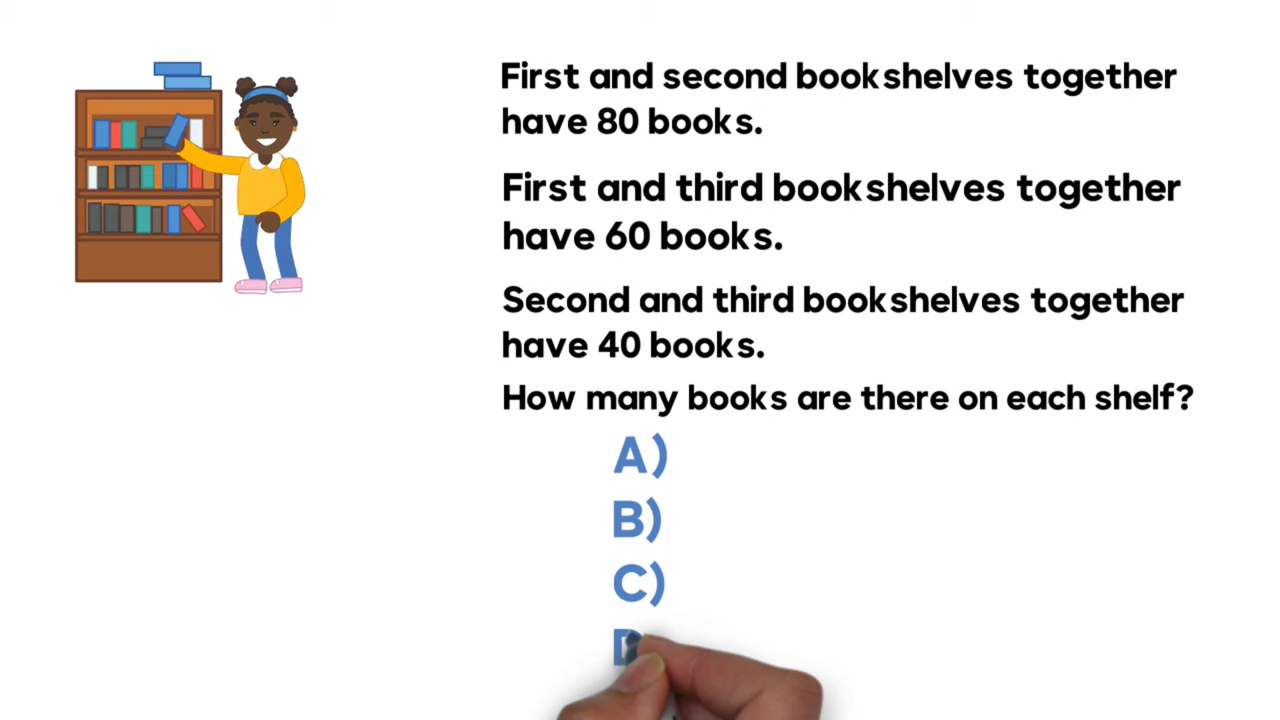 First and second bookshelves together
have 80 books.
First and third bookshelves together
have 60 books.
Second and third bookshelves together
have 40 books.
How many books are there on each shelf?
A)
B)
C)
D